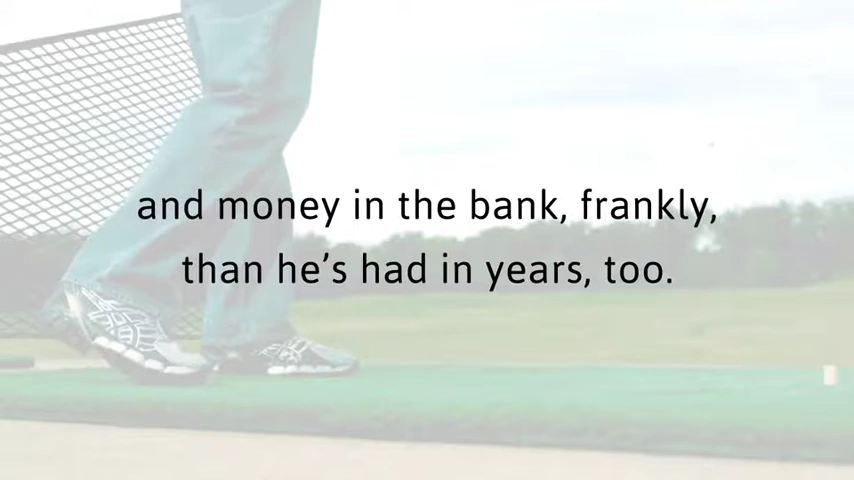 and money in the bank, frankly,
than he’s had in years, too.